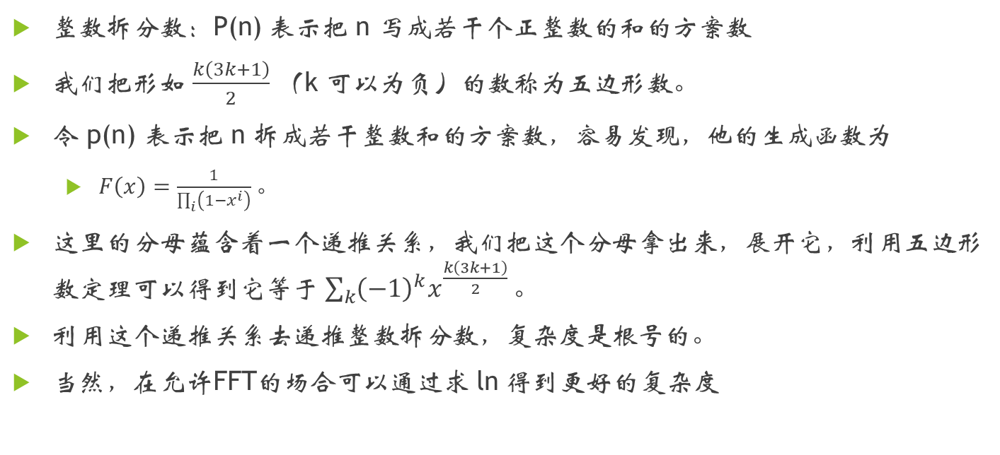 整数拆分数：P(n) 表示把 n 写成若干个正整数的和的方案数
我们把形如 $\frac{k(3k+1)}{2}$（k 可以为负）的数称为五边形数。
令 p(n) 表示把 n 拆成若干整数和的方案数，容易发现，他的生成函数为
$F(x) = \frac{1}{\prod_i(1-x^i)}$。
这里的分母蕴含着一个递推关系，我们把这个分母拿出来，展开它，利用五边形
数定理可以得到它等于 $\sum_k(-1)^k x^{\frac{k(3k+1)}{2}}$。
利用这个递推关系去递推整数拆分数，复杂度是根号的。
当然，在允许FFT的场合可以通过求 ln 得到更好的复杂度